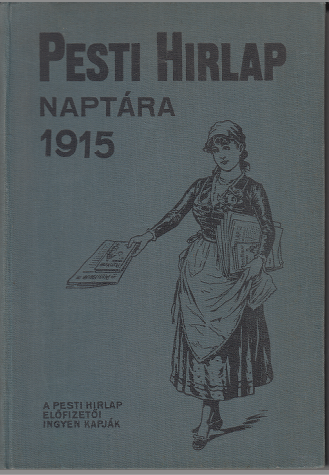 PESTI HIRLAP
NAPTÁRA
1915
A PESTI HIRLAP
ELŐFIZETŐI
INGYEN KAPJÁK